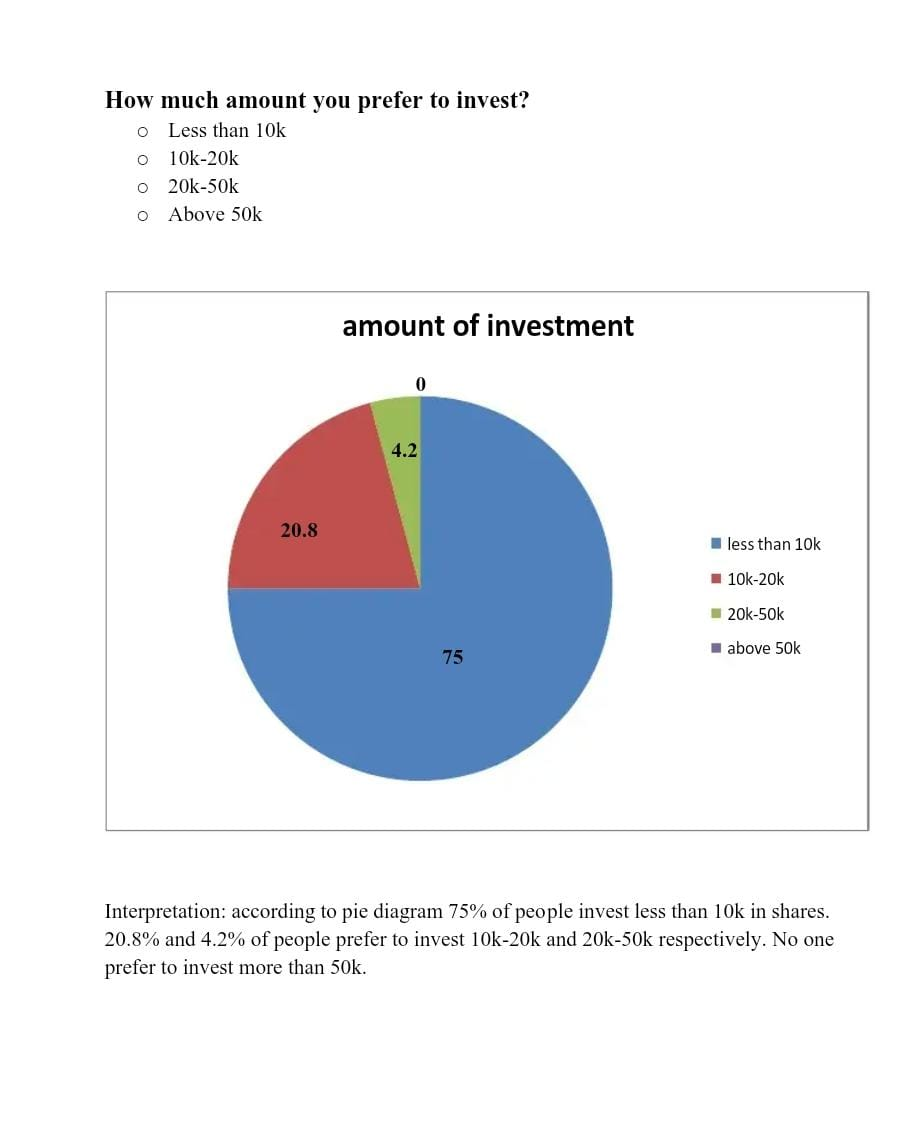 How much amount you prefer to invest?
o Less than 10k
o 10k-20k
o 20k-50k
o Above 50k
amount of investment
0
4.2
20.8
75
less than 10k
10k-20k
20k-50k
above 50k
Interpretation: according to pie diagram 75% of people invest less than 10k in shares.
20.8% and 4.2% of people prefer to invest 10k-20k and 20k-50k respectively. No one
prefer to invest more than 50k.